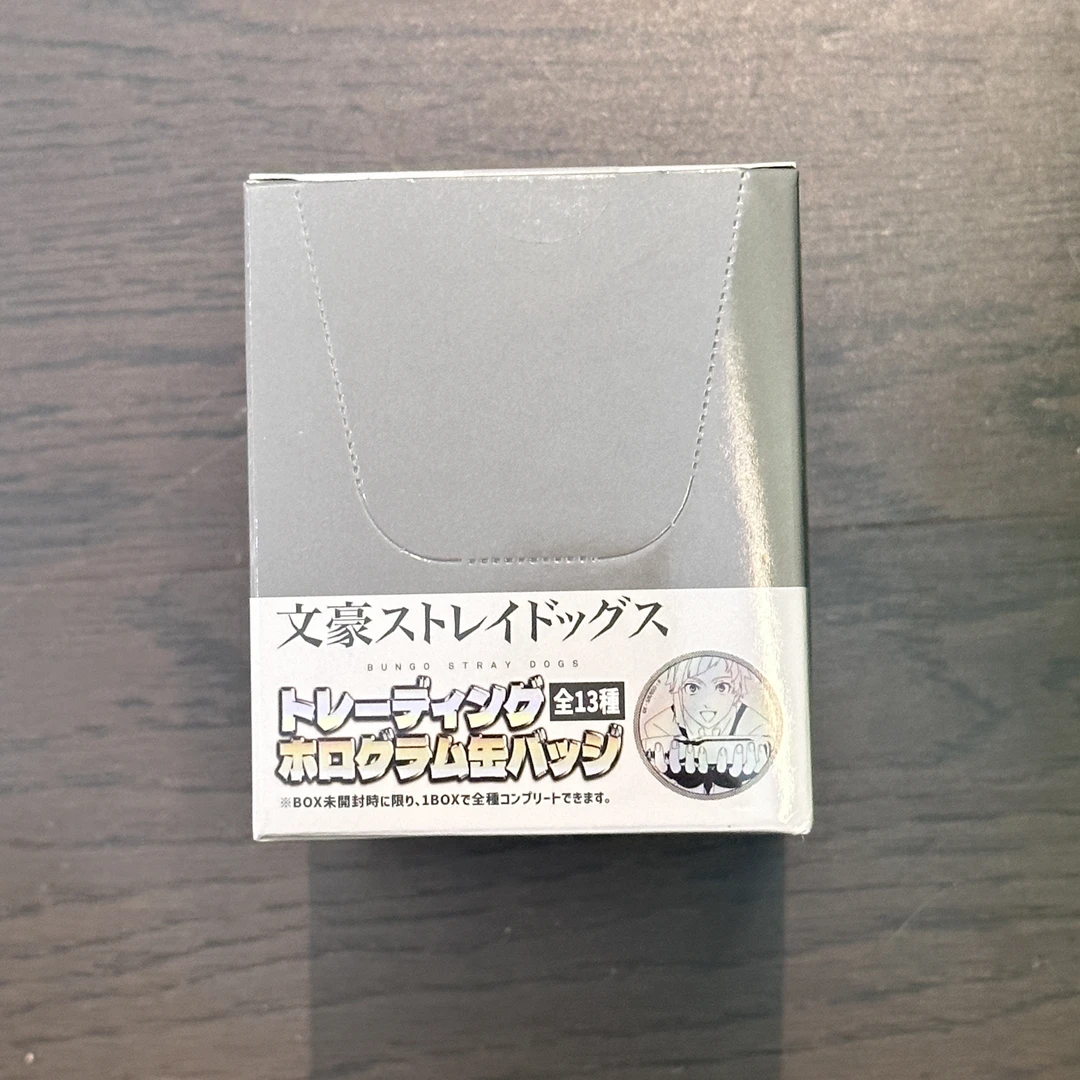 文豪ストレイドッグス
BUNGO STRAY DOGS
トレーディング 全13種
ホログラム缶バッジ
※BOX未開封時に限り、1BOXで全種コンプリートできます。